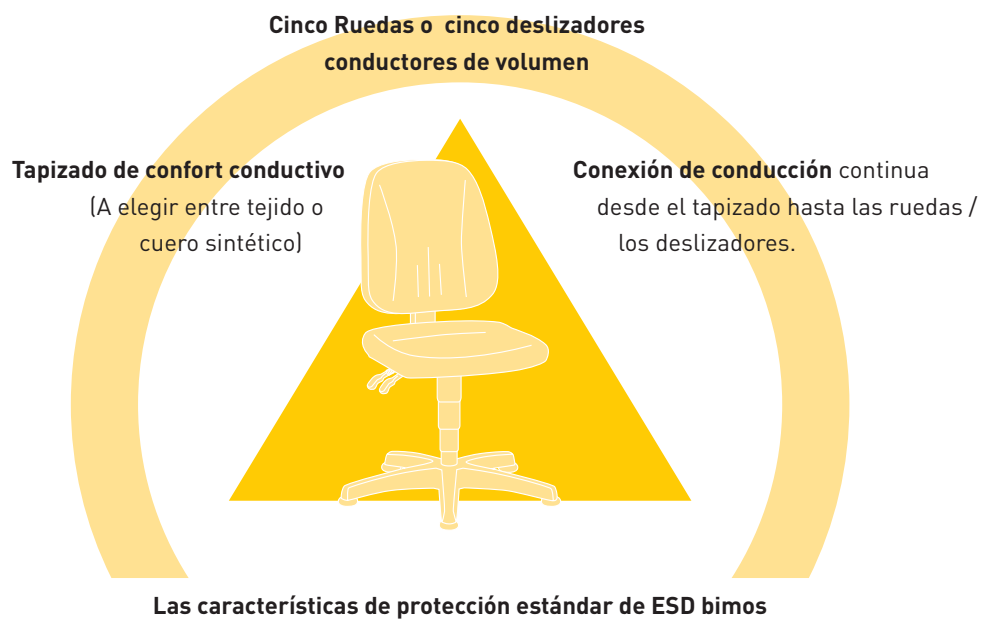 Cinco Ruedas o cinco deslizadores
conductores de volumen
Tapizado de confort conductivo
(A elegir entre tejido o
cuero sintético)
Conexión de conducción continua
desde el tapizado hasta las ruedas /
los deslizadores.
Las características de protección estándar de ESD bimos